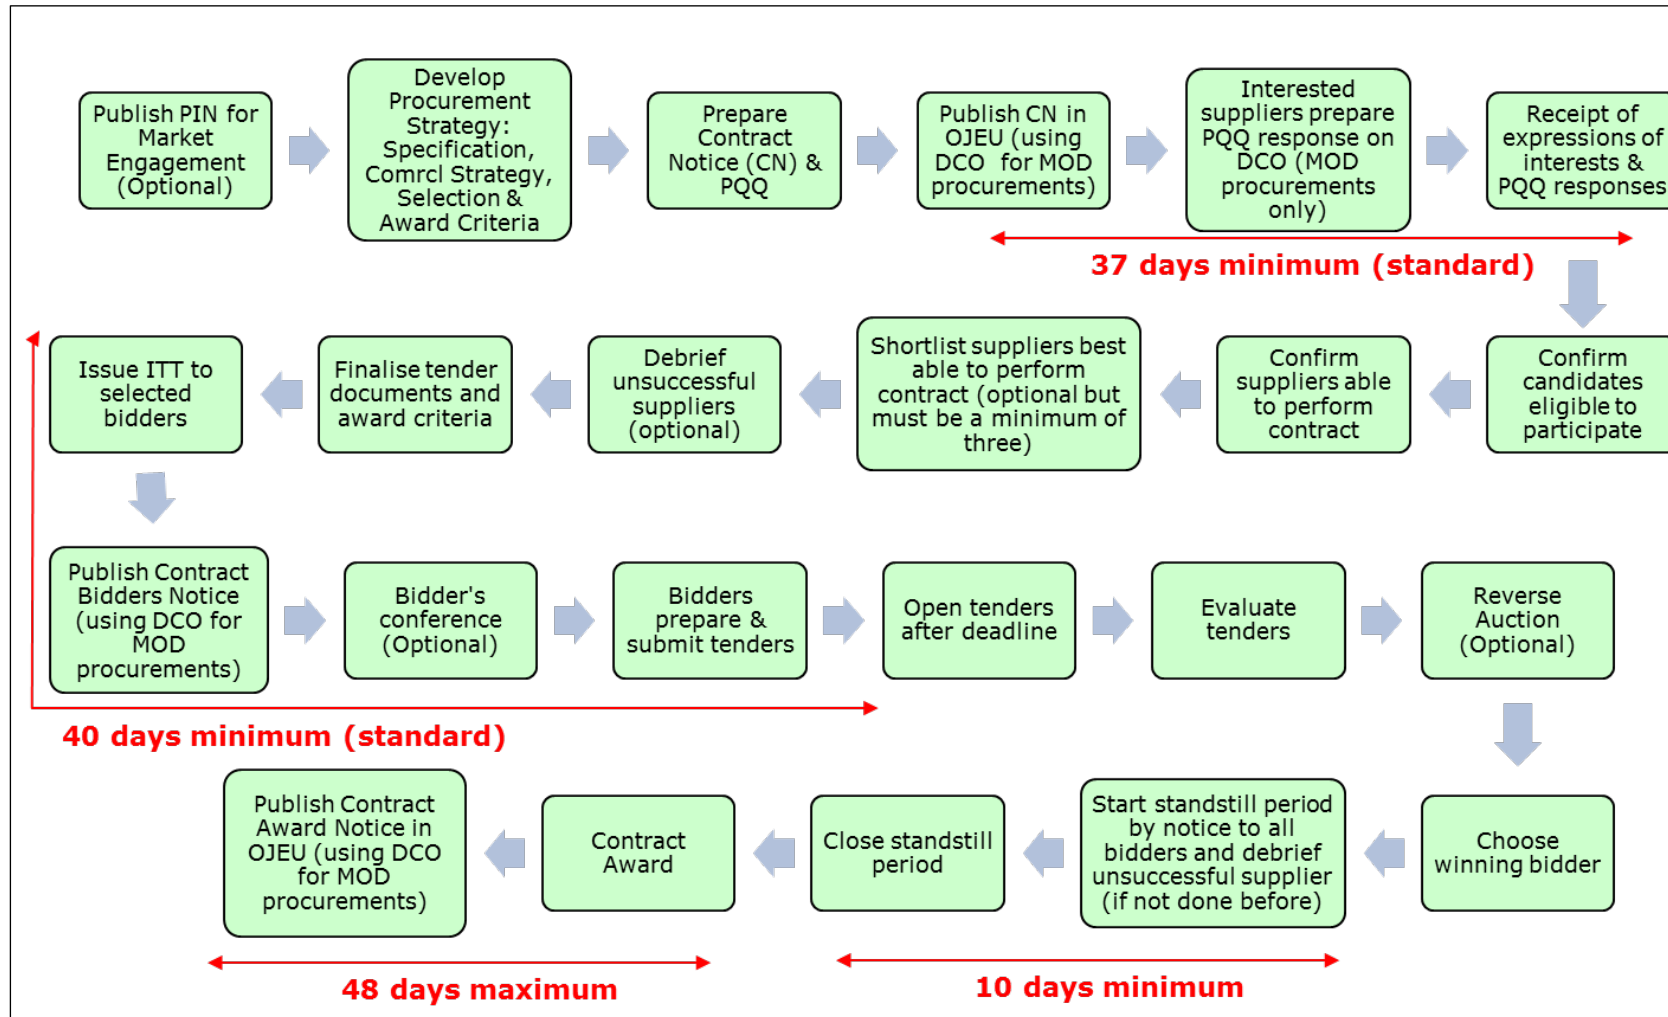 Publish PIN for
Market
Engagement
(Optional)
Develop
Procurement
Strategy:
Specification,
Comrcl Strategy,
Selection &
Award Criteria
Prepare
Contract
Notice (CN) &
PQQ
Publish CN in
OJEU (using
DCO for MOD
procurements)
Interested
suppliers prepare
PQQ response on
DCO (MOD
procurements
only)
Receipt of
expressions of
interests &
PQQ responses
37 days minimum (standard)
Confirm
candidates
eligible to
participate
Confirm
suppliers able
to perform
contract
Shortlist suppliers best
able to perform
contract (optional but
must be a minimum of
three)
Debrief
unsuccessful
suppliers
(optional)
Finalise tender
documents and
award criteria
Issue ITT to
selected
bidders
Publish Contract
Bidders Notice
(using DCO for
MOD
procurements)
Bidder's
conference
(Optional)
Bidders
prepare &
submit tenders
Open tenders
after deadline
Evaluate
tenders
Reverse
Auction
(Optional)
40 days minimum (standard)
Choose
winning bidder
Start standstill period
by notice to all
bidders and debrief
unsuccessful supplier
(if not done before)
Close standstill
period
Contract
Award
Publish Contract
Award Notice in
OJEU (using DCO
for MOD
procurements)
48 days maximum
10 days minimum